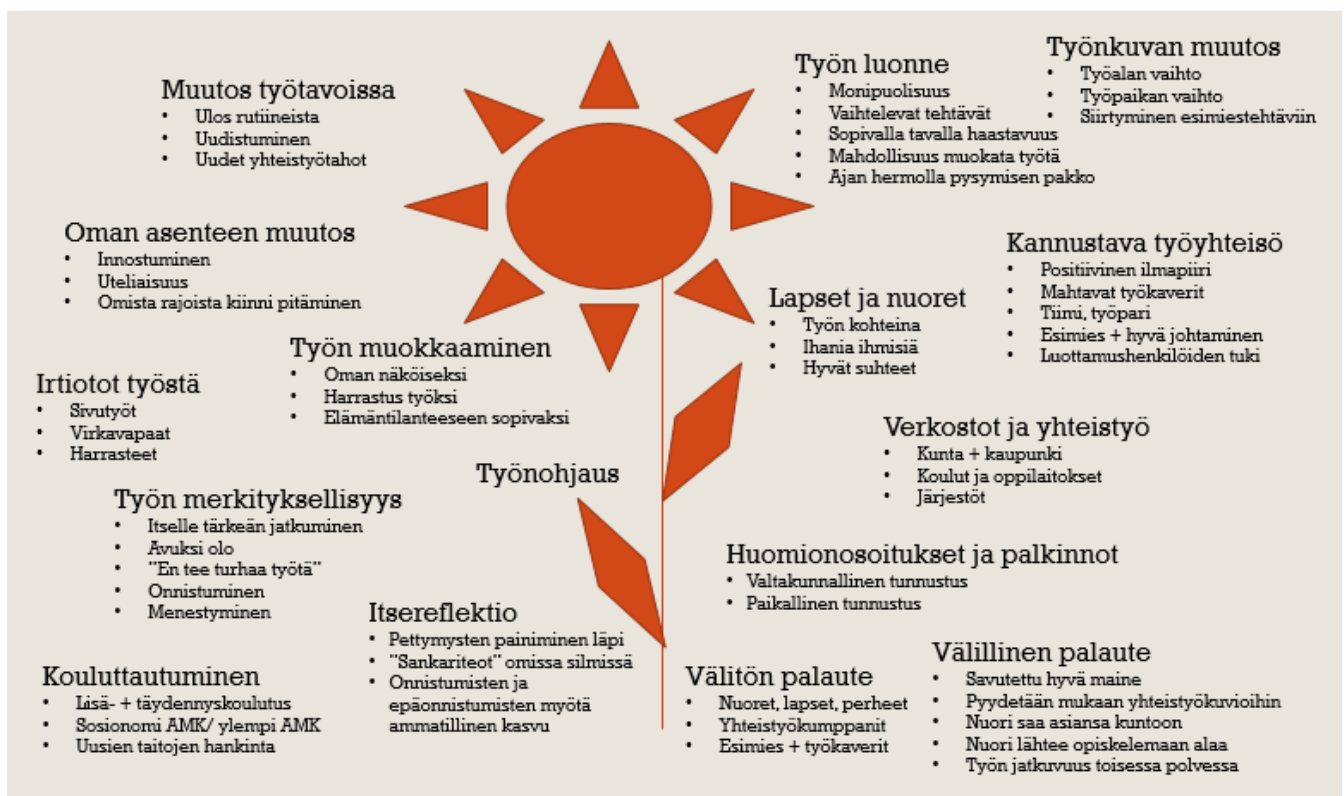 Muutos työtavoissa
• Ulos rutiineista
• Uudistuminen
• Uudet yhteistyötahot
Työn luonne
• Monipuolisuus
• Vaihtelevat tehtävät
• Sopivalla tavalla haastavuus
• Mahdollisuus muokata työtä
• Ajan hermolla pysymisen pakko
Työnkuvan muutos
• Työalan vaihto
• Työpaikan vaihto
• Siirtyminen esimiestehtäviin
Oman asenteen muutos
• Innostuminen
• Uteliaisuus
• Omista rajoista kiinni pitäminen
Kannustava työyhteisö
• Positiivinen ilmapiiri
• Mahtavat työkaverit
• Tiimi, työpari
• Esimies + hyvä johtaminen
• Luottamushenkilöiden tuki
Lapset ja nuoret
• Työn kohteina
• Ihania ihmisiä
• Hyvät suhteet
Työn muokkaaminen
• Oman näköiseksi
• Harrastus työksi
• Elämäntilanteeseen sopivaksi
Irtiotot työstä
• Sivutyöt
• Virkavapaat
• Harrasteet
Verkostot ja yhteistyö
• Kunta + kaupunki
• Koulut ja oppilaitokset
• Järjestöt
Työnohjaus
Työn merkityksellisyys
• Itselle tärkeän jatkuminen
• Avuksi olo
• "En tee turhaa työtä"
• Onnistuminen
• Menestyminen
Huomionosoitukset ja palkinnot
• Valtakunnallinen tunnustus
• Paikallinen tunnustus
Itsereflektio
• Pettymysten painiminen läpi
• "Sankariteot" omissa silmissä
• Onnistumisten ja
epäonnistumisten myötä
ammatillinen kasvu
Kouluttautuminen
• Lisä- + täydennyskoulutus
• Sosionomi AMK/ ylempi AMK
• Uusien taitojen hankinta
Välitön palaute
• Nuoret, lapset, perheet
• Yhteistyökumppanit
• Esimies + työkaverit
Välillinen palaute
• Savutettu hyvä maine
• Pyydetään mukaan yhteistyökuvioihin
• Nuori saa asiansa kuntoon
• Nuori lähtee opiskelemaan alaa
• Työn jatkuvuus toisessa polvessa